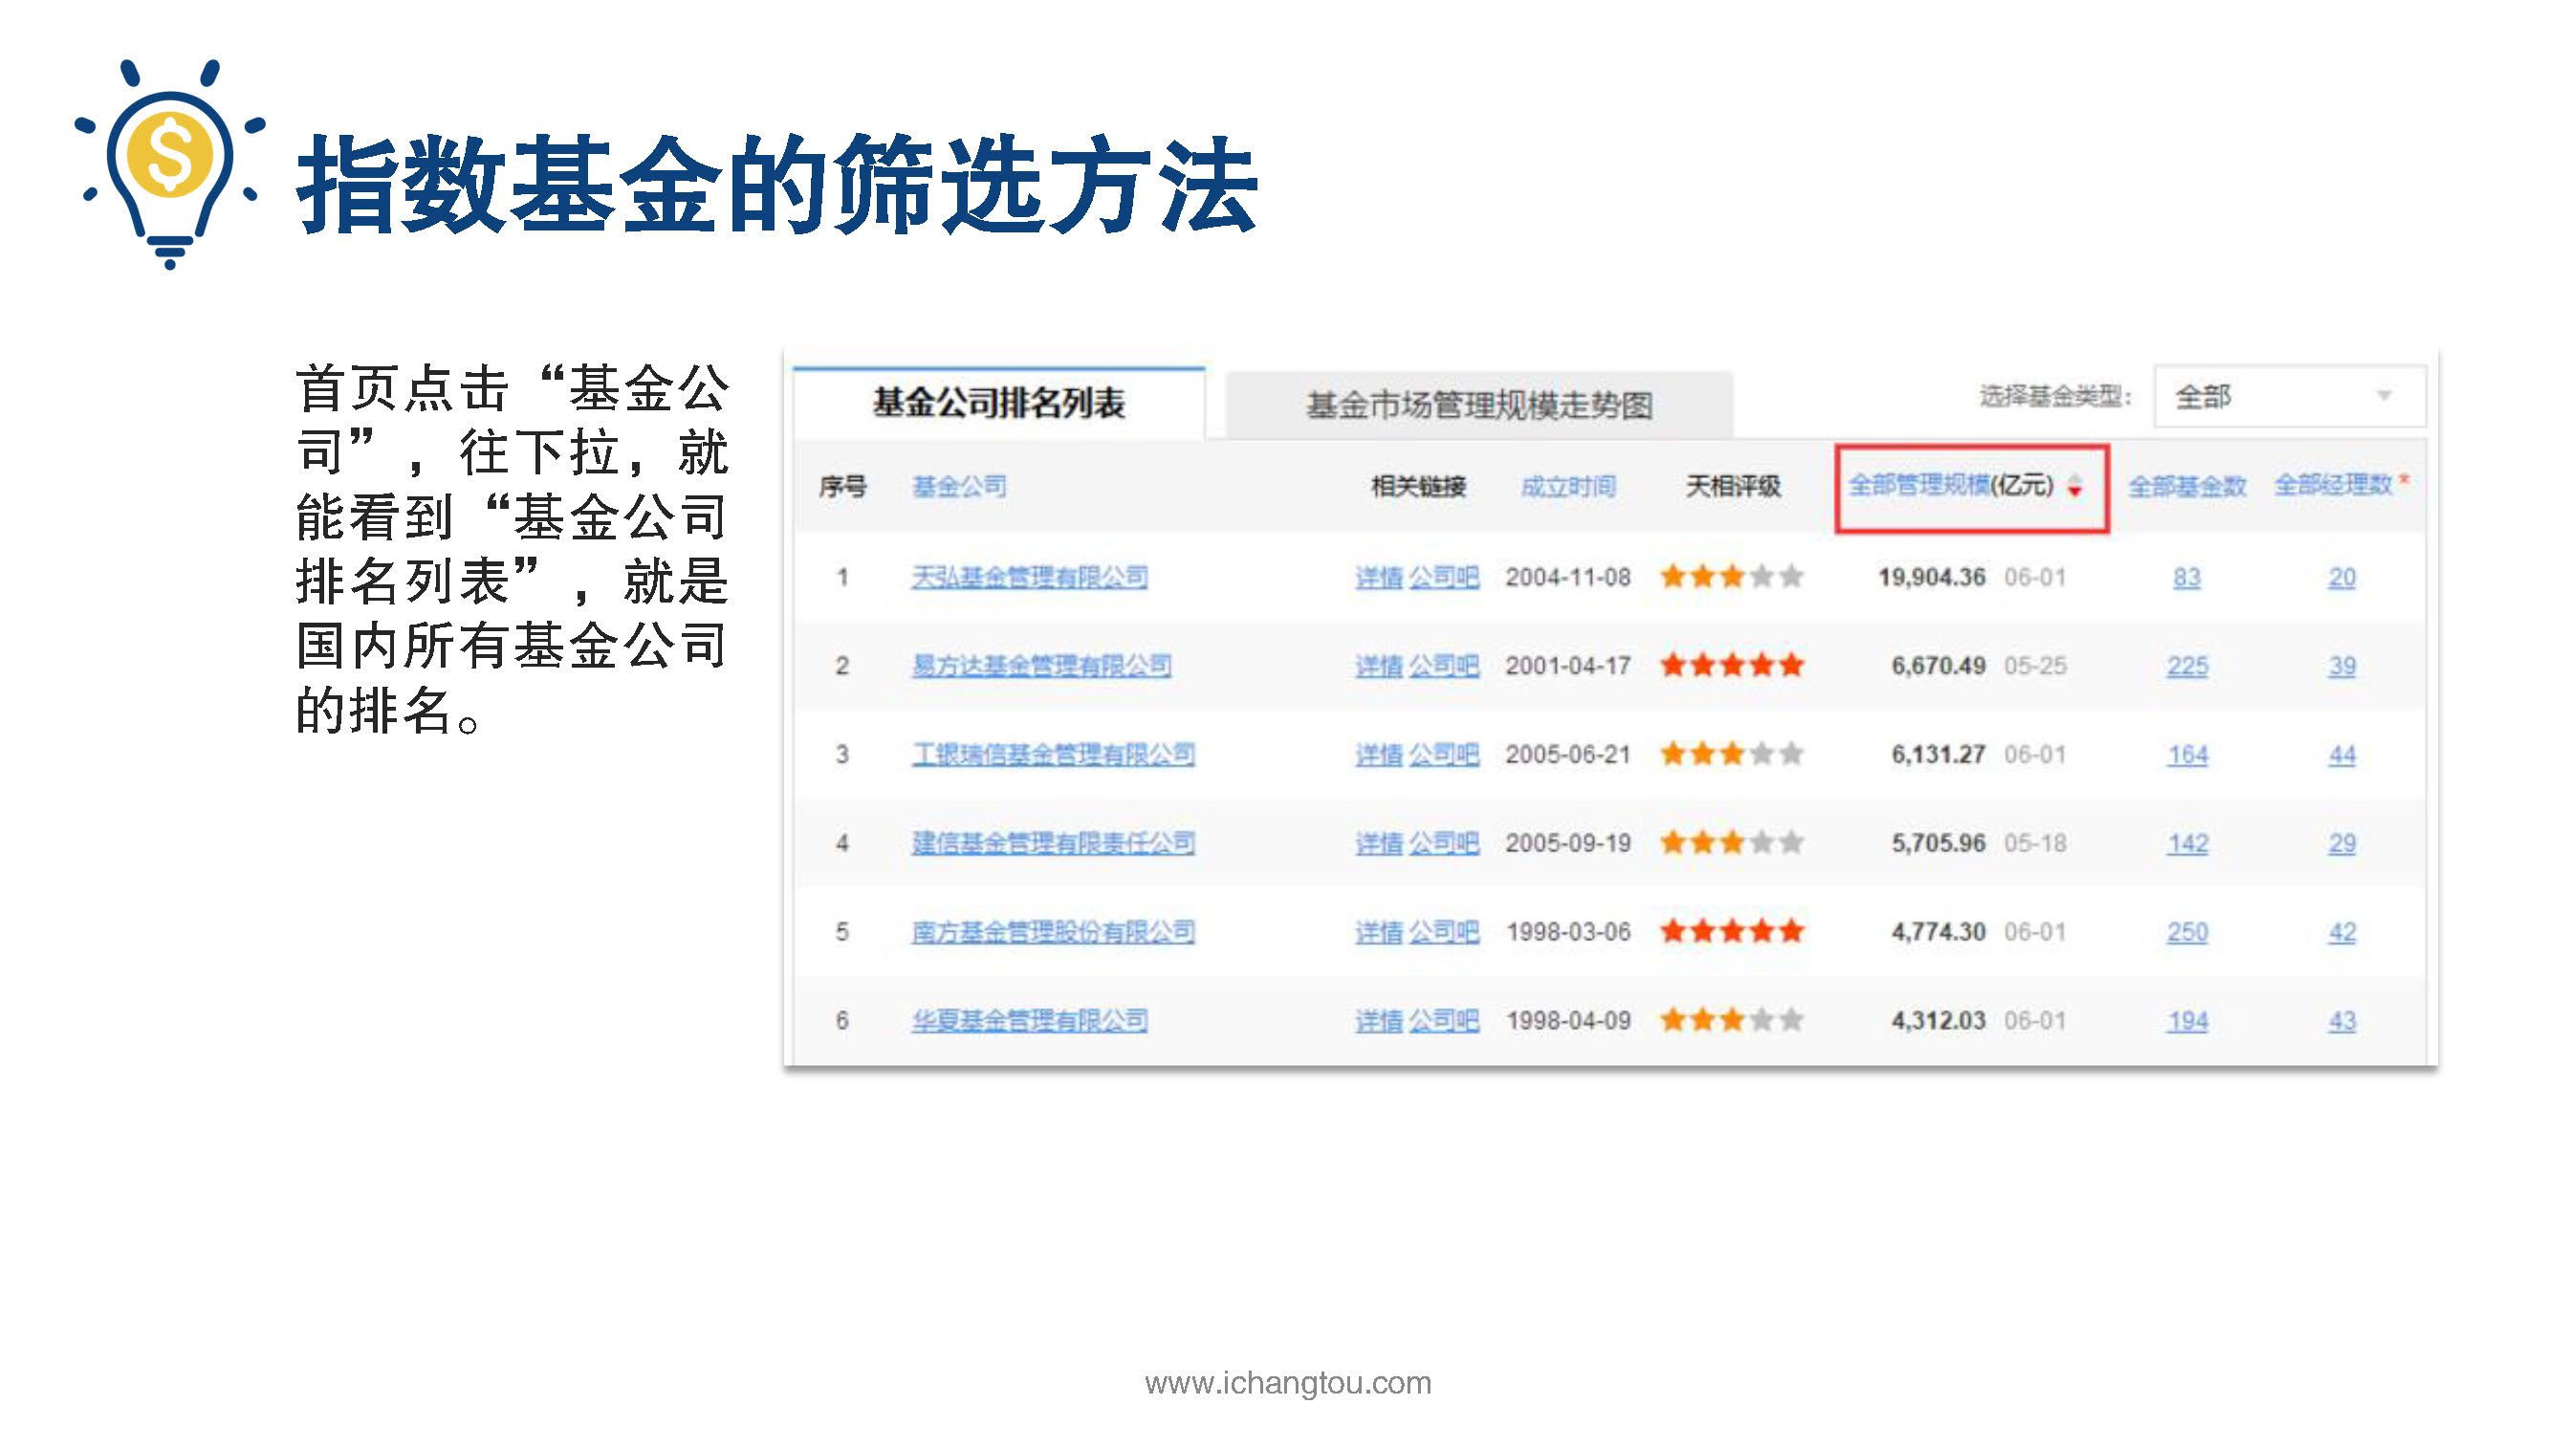 指数基金的筛选方法
首页点击“基金公
司”，往下拉，就
能看到“基金公司
排名列表”，就是
国内所有基金公司
的排名。
基金公司排名列表 基金市场管理规模走势图 选择基金类型: 全部
序号 基金公司 相关链接 成立时间 天相评级 全部管理规模(亿元) 全部基金数 全部经理数 *
1 天弘基金管理有限公司 详情 公司吧 2004-11-08 ★★★★★ 19,904.36 06-01 83 20
2 易方达基金管理有限公司 详情 公司吧 2001-04-17 ★★★★★ 6,670.49 05-25 225 39
3 工银瑞信基金管理有限公司 详情 公司吧 2005-06-21 ★★★★★ 6,131.27 06-01 164 44
4 建信基金管理有限责任公司 详情 公司吧 2005-09-19 ★★★★★ 5,705.96 05-18 142 29
5 南方基金管理股份有限公司 详情 公司吧 1998-03-06 ★★★★★ 4,774.30 06-01 250 42
6 华夏基金管理有限公司 详情 公司吧 1998-04-09 ★★★★★ 4,312.03 06-01 194 43
www.ichangtou.com